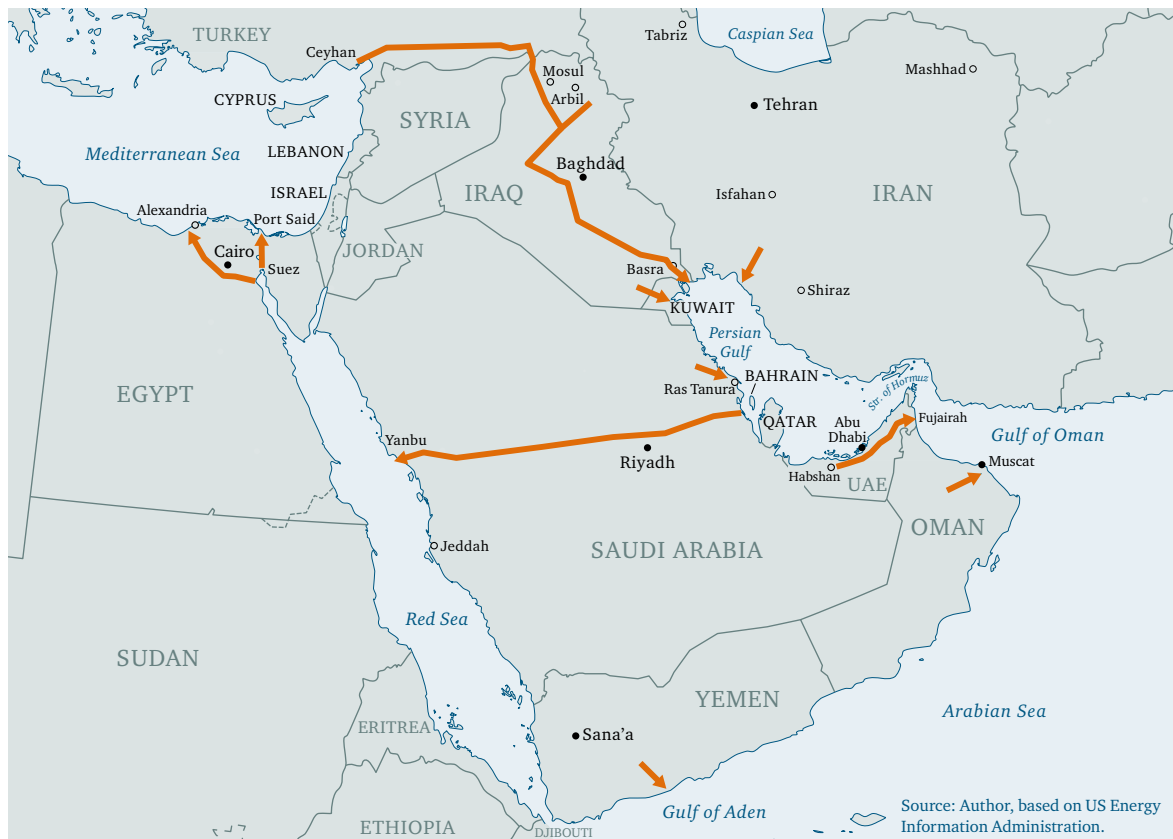 TURKEY
Ceyhan
Tabriz
Caspian Sea
Mashhad
Mosul
Arbil
CYPRUS
Tehran
SYRIA
Mediterranean Sea
LEBANON
Baghdad
ISRAEL
IRAQ
Isfahan
IRAN
Alexandria
Port Said
Cairo
JORDAN
Suez
Basra
Shiraz
KUWAIT
Persian
Gulf
EGYPT
Ras Tanura
BAHRAIN
Str. of Hormuz
QATAR
Abu
Dhabi
Fujairah
Gulf of Oman
Yanbu
Riyadh
Muscat
Habshan
UAE
OMAN
Jeddah
SAUDI ARABIA
Red Sea
SUDAN
YEMEN
Arabian Sea
ERITREA
Sana’a
Gulf of Aden
ETHIOPIA
DJIBOUTI
Source: Author, based on US Energy
Information Administration.